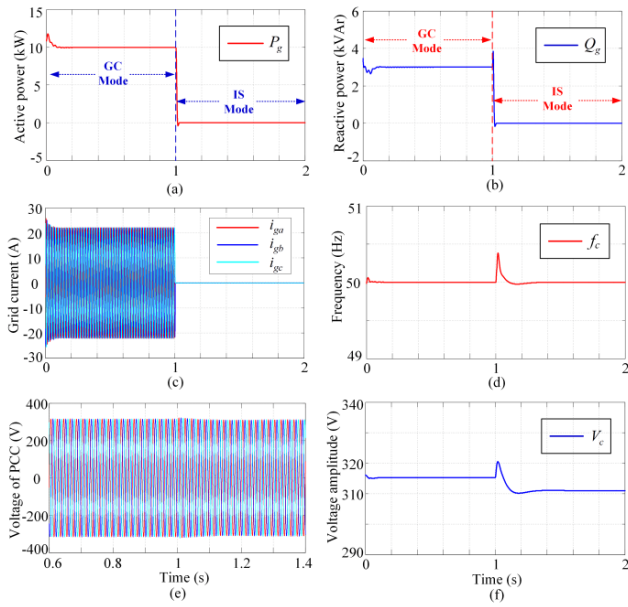 Active power (kW)
15
10
5
0
-5
P_g
GC
Mode
IS
Mode
0
1
2
(a)
Reactive power (kVAr)
6
4
2
0
-2
GC
Mode
Q_g
IS
Mode
0
1
2
(b)
Grid current (A)
30
20
10
0
-10
-20
-30
i_ga
i_gb
i_gc
0
1
2
(c)
Frequency (Hz)
51
50
49
f_c
0
1
2
(d)
Voltage of PCC (V)
400
200
0
-200
-400
0.6
0.8
1
1.2
1.4
Time (s)
(e)
Voltage amplitude (V)
340
320
310
290
V_c
0
1
2
Time (s)
(f)